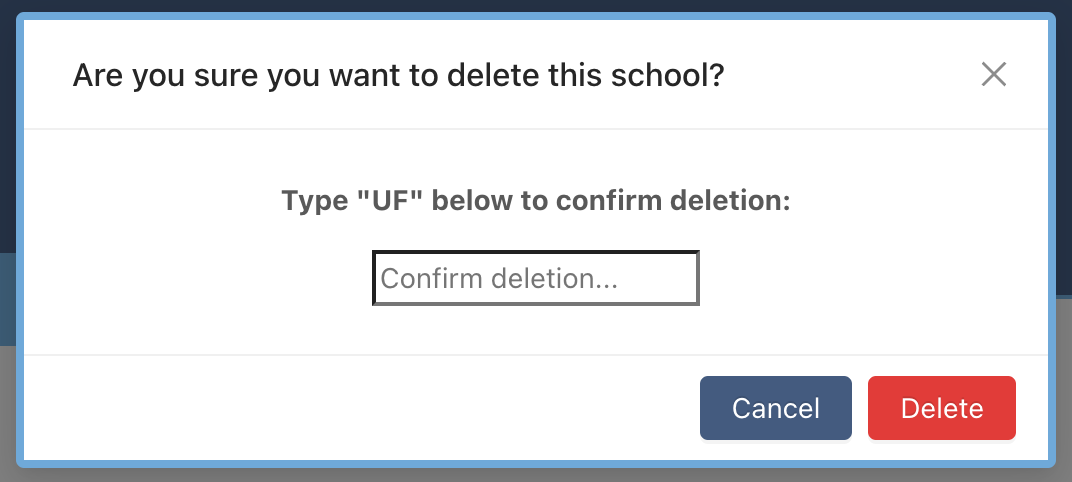 Are you sure you want to delete this school?
Type "UF" below to confirm deletion:
Confirm deletion...
Cancel Delete